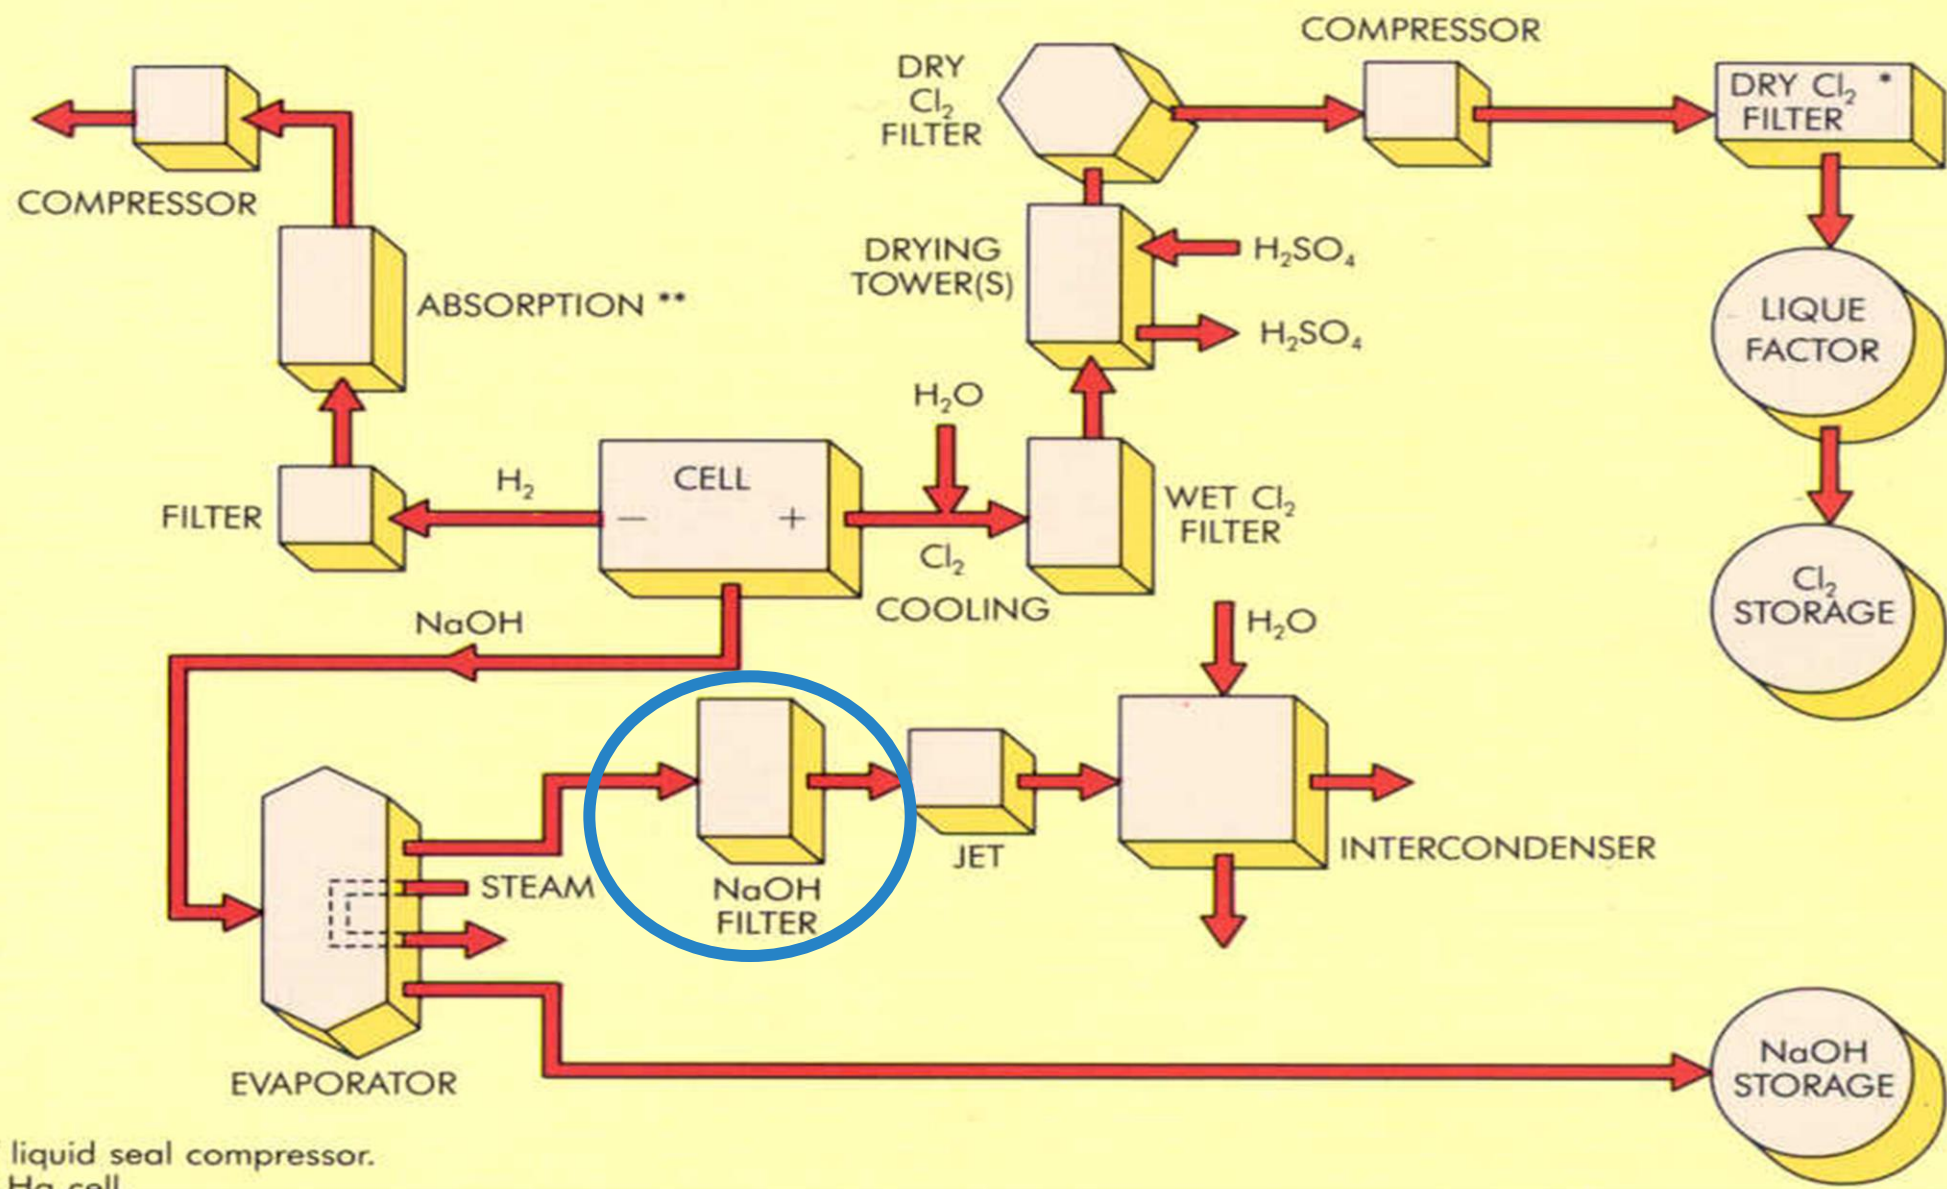 COMPRESSOR
DRY
Cl₂
FILTER
DRY Cl₂ *
FILTER
COMPRESSOR
DRYING
TOWER(S)
H₂SO₄
H₂SO₄
LIQUE
FACTOR
ABSORPTION **
H₂O
H₂
CELL
− +
FILTER
WET Cl₂
FILTER
Cl₂
COOLING
Cl₂
STORAGE
NaOH
H₂O
STEAM
NaOH
FILTER
JET
INTERCONDENSER
EVAPORATOR
NaOH
STORAGE
liquid seal compressor.
Hg cell